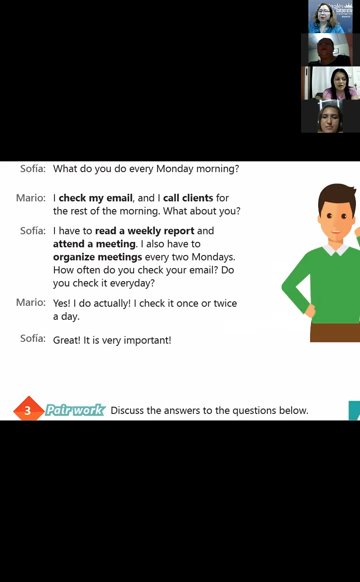 Sofía: What do you do every Monday morning?
Mario: I check my email, and I call clients for
the rest of the morning. What about you?
Sofía: I have to read a weekly report and
attend a meeting. I also have to
organize meetings every two Mondays.
How often do you check your email? Do
you check it everyday?
Mario: Yes! I do actually! I check it once or twice
a day.
Sofía: Great! It is very important!
3 Pair work Discuss the answers to the questions below.